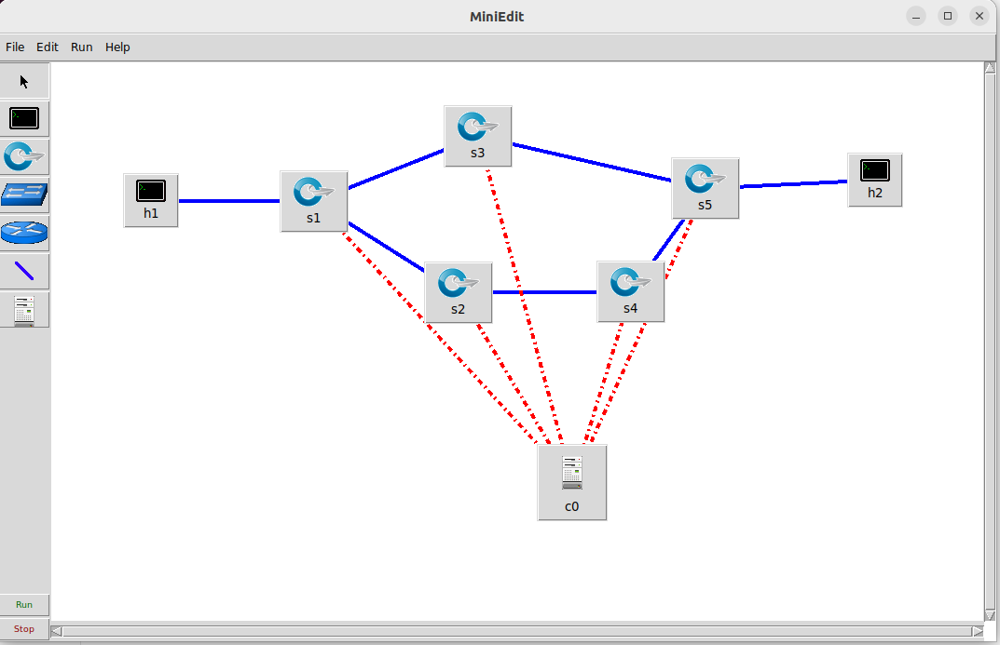 MiniEdit
File Edit Run Help
s3
h1
s1
s5
h2
s2
s4
c0
Run
Stop